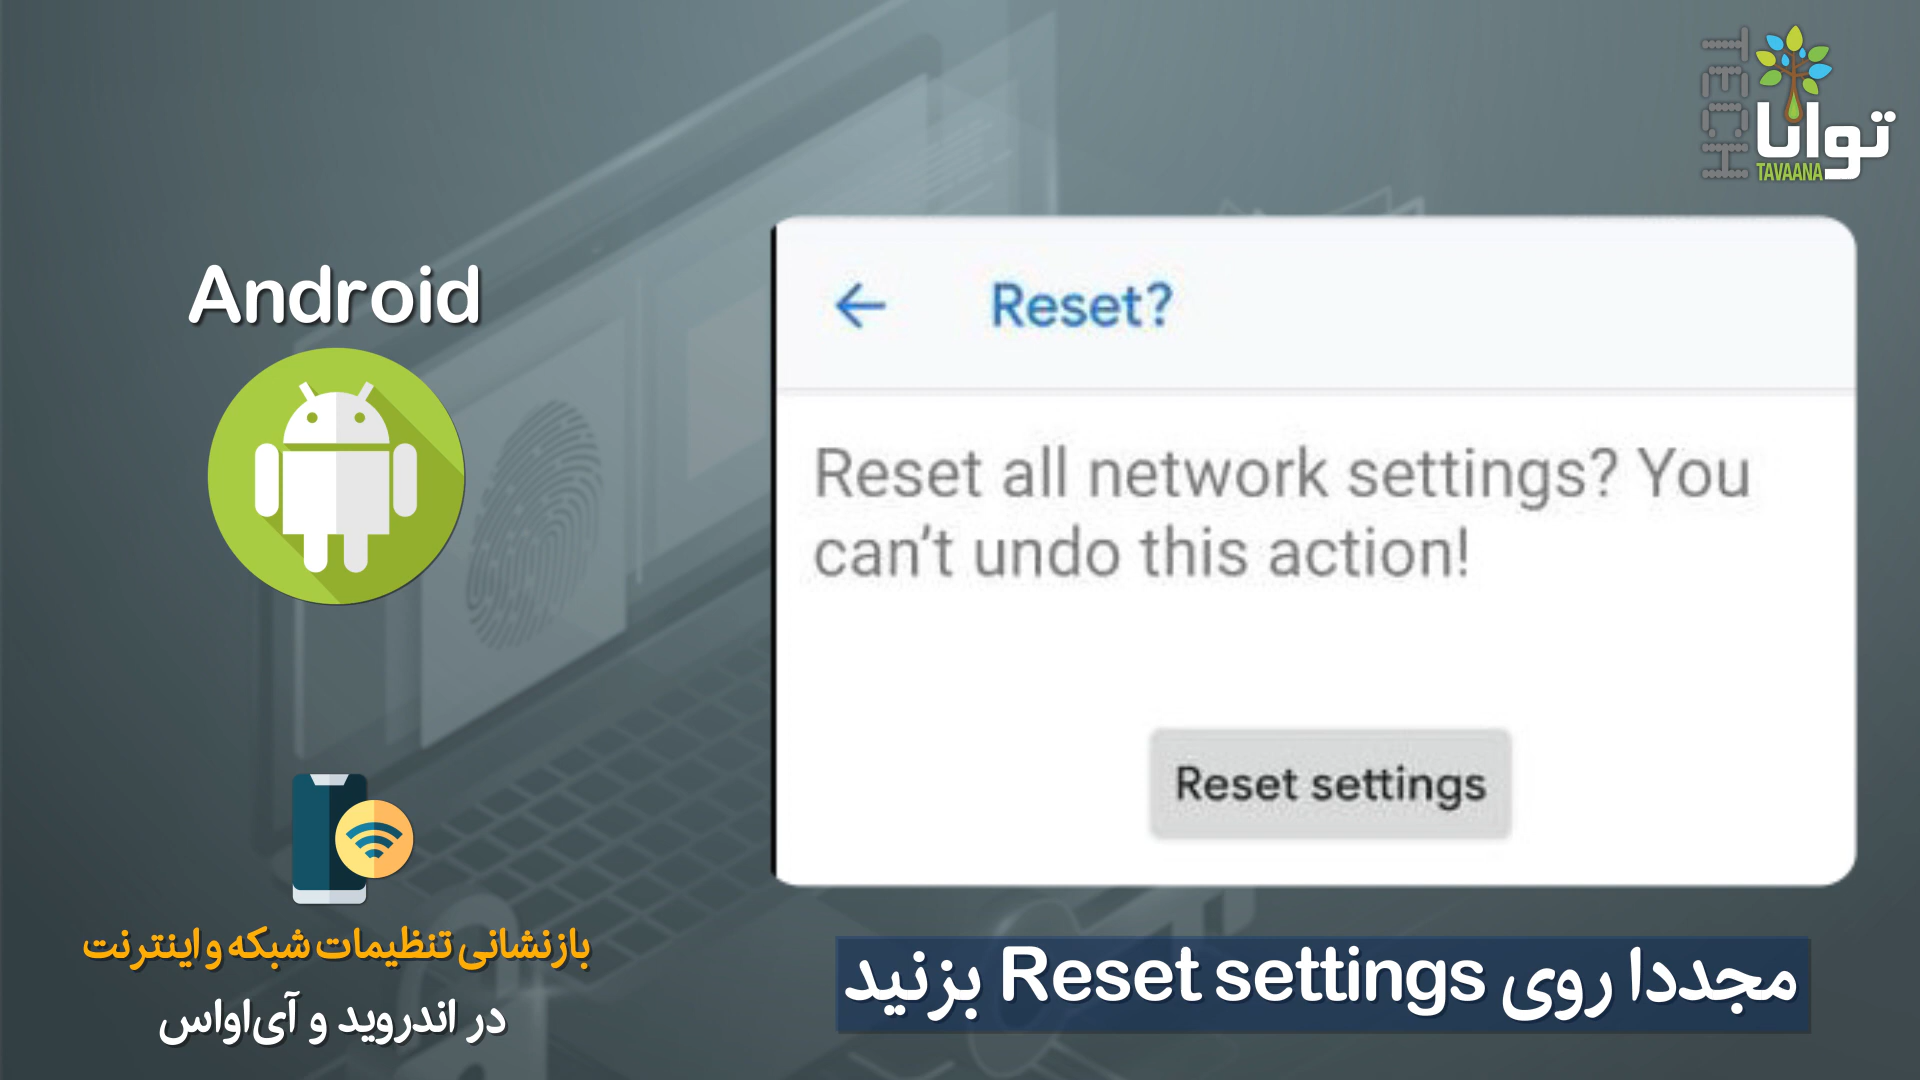 TECH
توانا
TAVAANA
Android
Reset?
Reset all network settings? You
can't undo this action!
Reset settings
بازنشانی تنظیمات شبکه و اینترنت
در اندروید و آی‌اواس
مجددا روی Reset settings بزنید